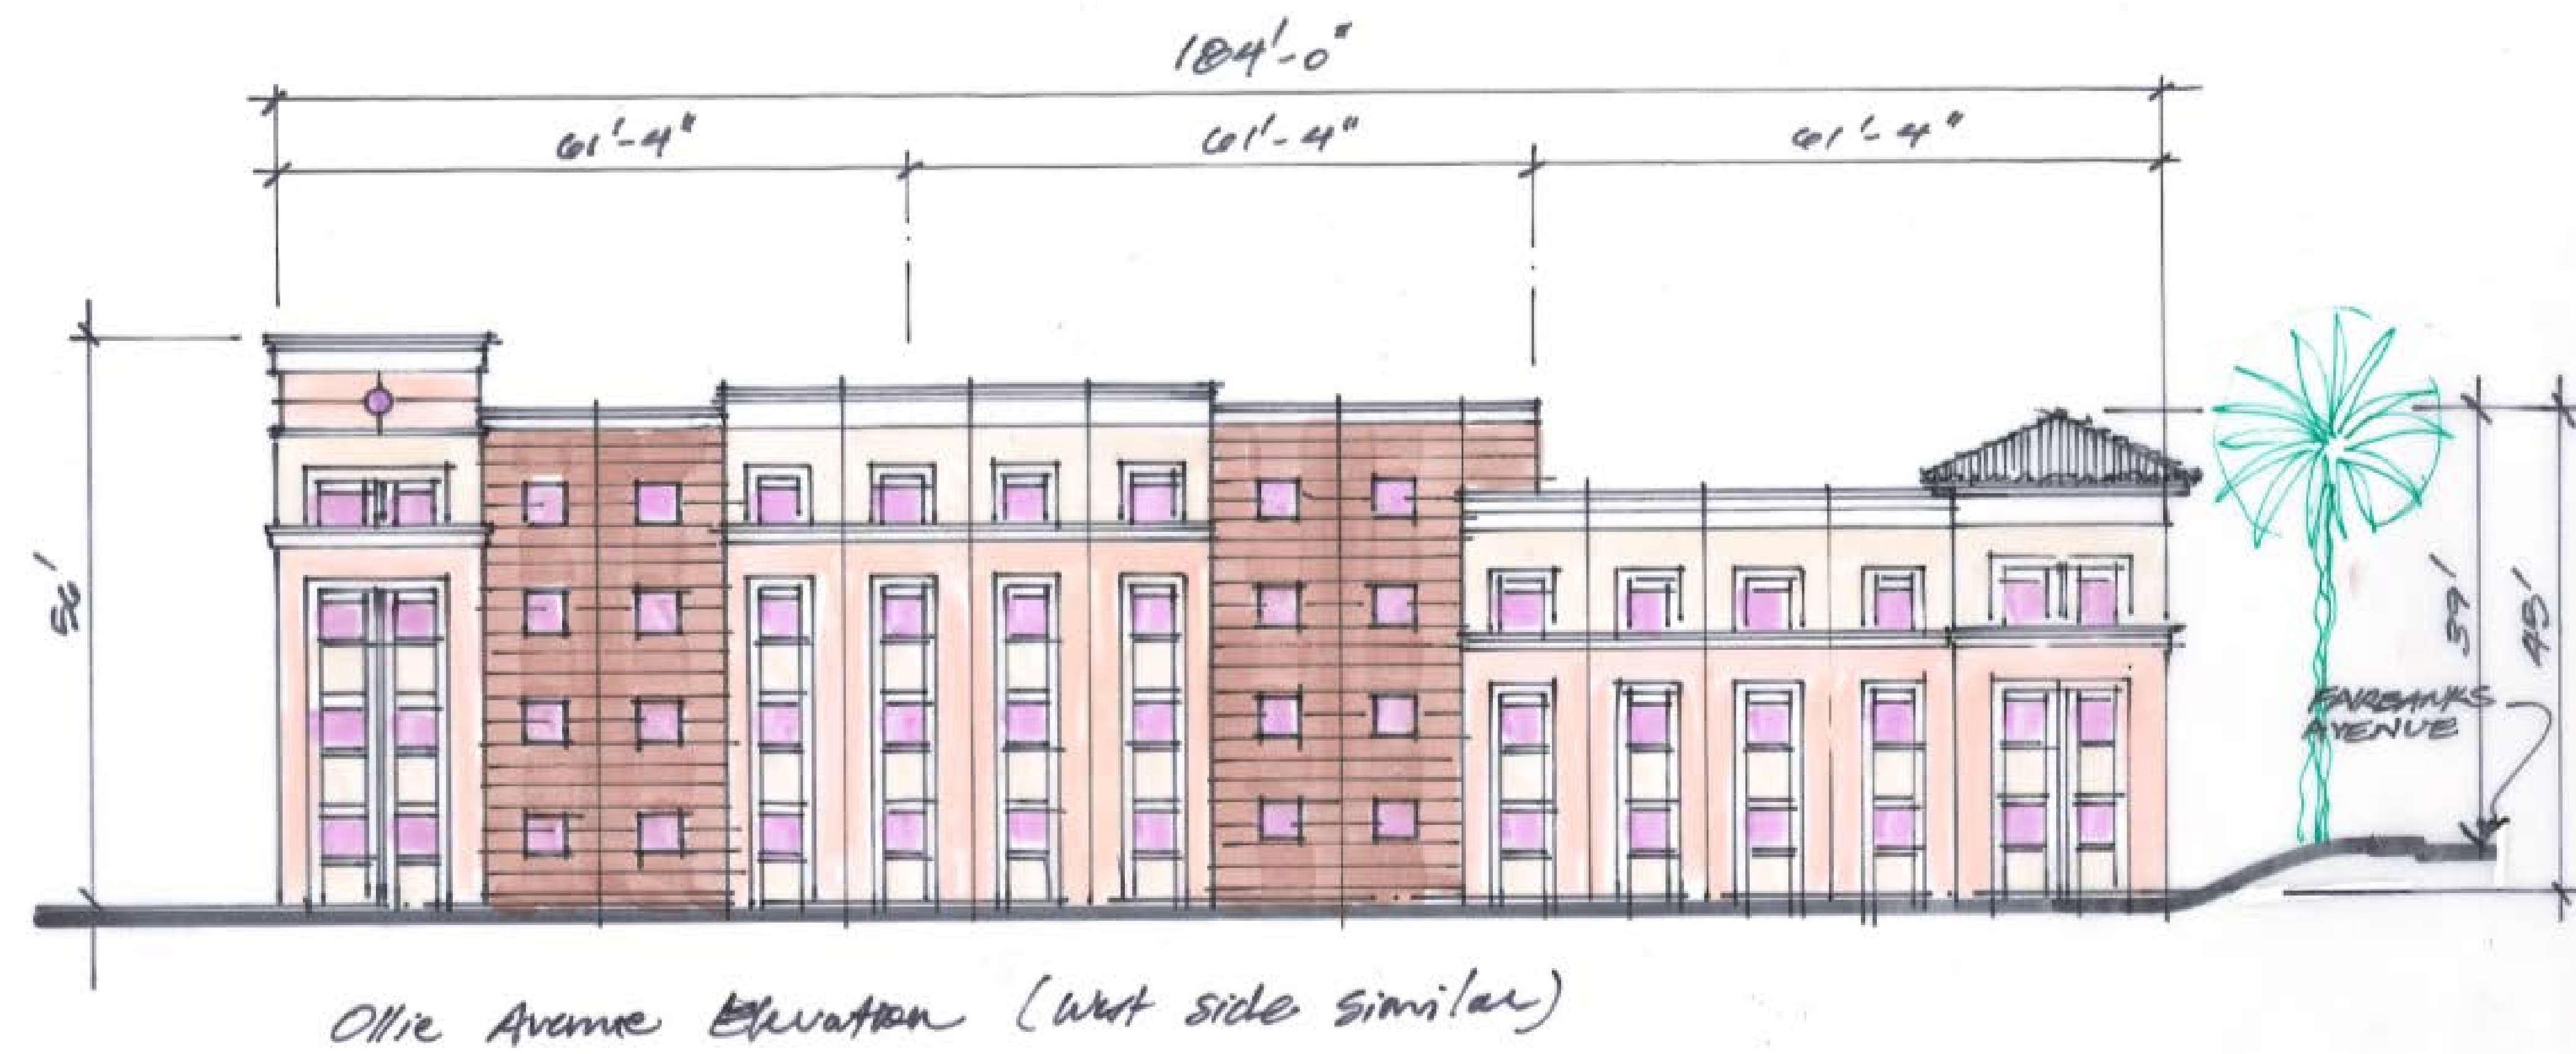 184'-0"
61'-4" 61'-4" 61'-4"
56'
39'
45'
FAIRBANKS
AVENUE
Ollie Avenue Elevation (West side similar)